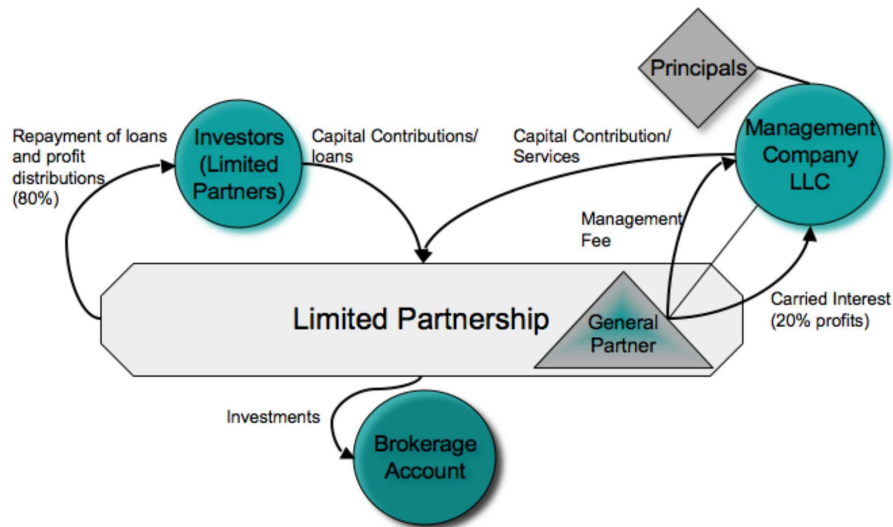 Principals
Repayment of loans
and profit
distributions
(80%)
Investors
(Limited
Partners)
Capital Contributions/
loans
Capital Contribution/
Services
Management
Company
LLC
Management
Fee
Limited Partnership
General
Partner
Carried Interest
(20% profits)
Investments
Brokerage
Account